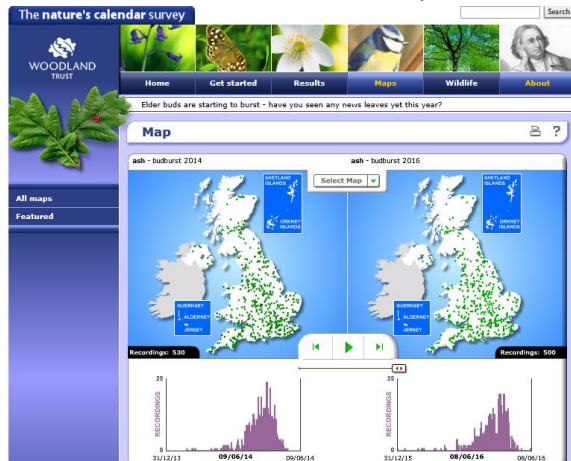 The nature's calendar survey
Search
WOODLAND
TRUST
Home
Get started
Results
Maps
Wildlife
About
Elder buds are starting to burst - have you seen any news leaves yet this year?
Map
?
All maps
Featured
ash - budburst 2014
ash - budburst 2016
Select Map
SHETLAND
ISLANDS
ORKNEY
ISLANDS
GUERNSEY
ALDERNEY
JERSEY
Recordings: 530
SHETLAND
ISLANDS
ORKNEY
ISLANDS
GUERNSEY
ALDERNEY
JERSEY
Recordings: 500
25
RECORDINGS
0
31/12/13
09/06/14
09/06/14
25
RECORDINGS
0
31/12/15
08/06/16
08/06/16